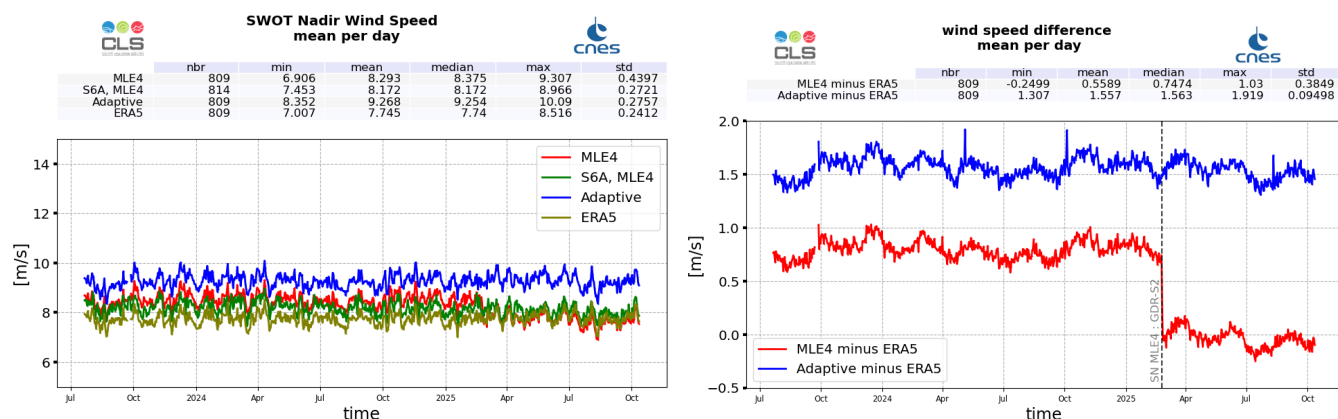 SWOT Nadir Wind Speed
mean per day
CLS
cnes
nbr min mean median max std
MLE4 809 6.906 8.293 8.375 9.307 0.4397
S6A, MLE4 814 7.453 8.172 8.172 8.966 0.2721
Adaptive 809 8.352 9.268 9.254 10.09 0.2757
ERA5 809 7.007 7.745 7.74 8.516 0.2412
14
12
10
8
6
[m/s]
MLE4
S6A, MLE4
Adaptive
ERA5
Jul Oct 2024 Apr Jul Oct 2025 Apr Jul Oct
time
wind speed difference
mean per day
CLS
cnes
nbr min mean median max std
MLE4 minus ERA5 809 -0.2499 0.5589 0.7474 1.03 0.3849
Adaptive minus ERA5 809 1.307 1.557 1.563 1.919 0.09498
2.0
1.5
1.0
0.5
0.0
−0.5
[m/s]
SN MLE4 : GDR-S2
MLE4 minus ERA5
Adaptive minus ERA5
Jul Oct 2024 Apr Jul Oct 2025 Apr Jul Oct
time